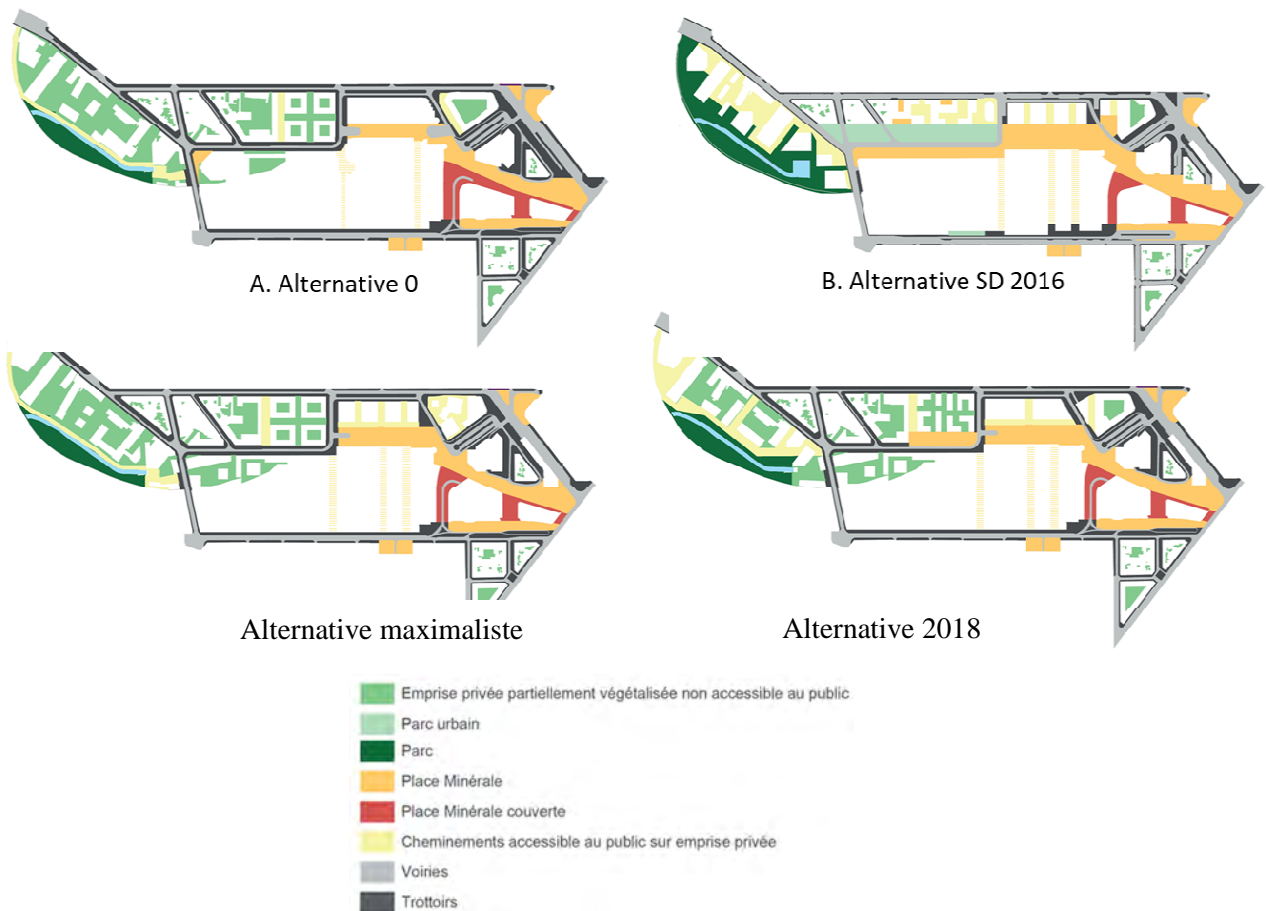 A. Alternative 0
B. Alternative SD 2016
Alternative maximaliste
Alternative 2018
Emprise privée partiellement végétalisée non accessible au public
Parc urbain
Parc
Place Minérale
Place Minérale couverte
Cheminements accessible au public sur emprise privée
Voiries
Trottoirs